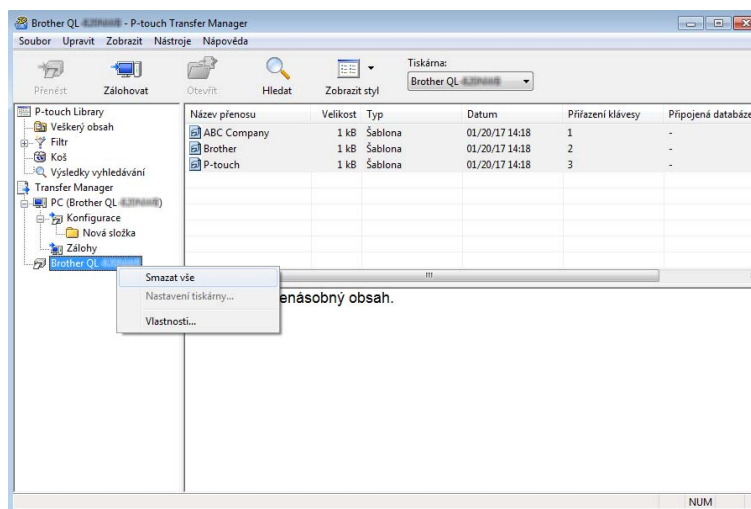 Brother QL - P-touch Transfer Manager
Soubor Upravit Zobrazit Nástroje Nápověda
Přenést Zálohovat Otevřít Hledat Zobrazit styl
Tiskárna:
Brother QL
P-touch Library
Veškerý obsah
Filtr
Koš
Výsledky vyhledávání
Transfer Manager
PC (Brother QL )
Konfigurace
Nová složka
Zálohy
Brother QL
Název přenosu Velikost Typ Datum Přiřazení klávesy Připojená databáze
ABC Company 1 kB Šablona 01/20/17 14:18 1 -
Brother 1 kB Šablona 01/20/17 14:18 2 -
P-touch 1 kB Šablona 01/20/17 14:18 3 -
Smazat vše
Nastavení tiskárny...
Vlastnosti...
enásobný obsah.
NUM